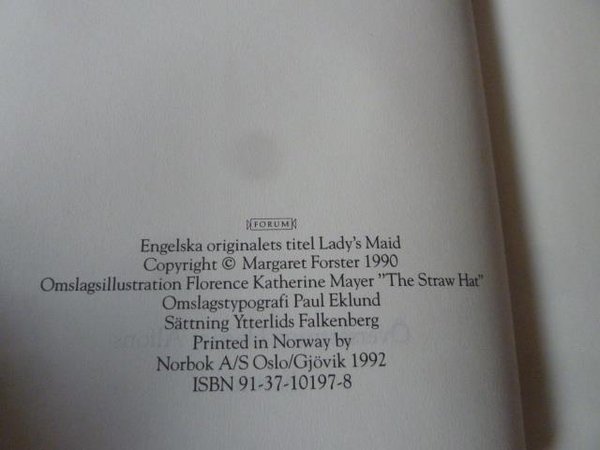 FORUM
Engelska originalets titel Lady's Maid
Copyright © Margaret Forster 1990
Omslagsillustration Florence Katherine Mayer "The Straw Hat"
Omslagstypografi Paul Eklund
Sättning Ytterlids Falkenberg
Printed in Norway by
Norbok A/S Oslo/Gjövik 1992
ISBN 91-37-10197-8